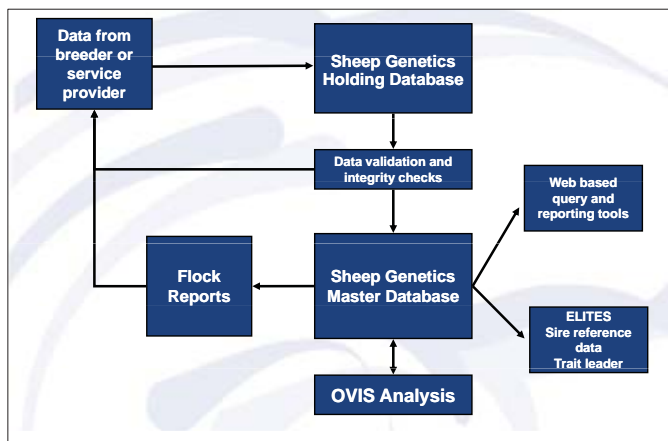 Data from
breeder or
service
provider
Sheep Genetics
Holding Database
Data validation and
integrity checks
Web based
query and
reporting tools
Flock
Reports
Sheep Genetics
Master Database
ELITES
Sire reference
data
Trait leader
OVIS Analysis